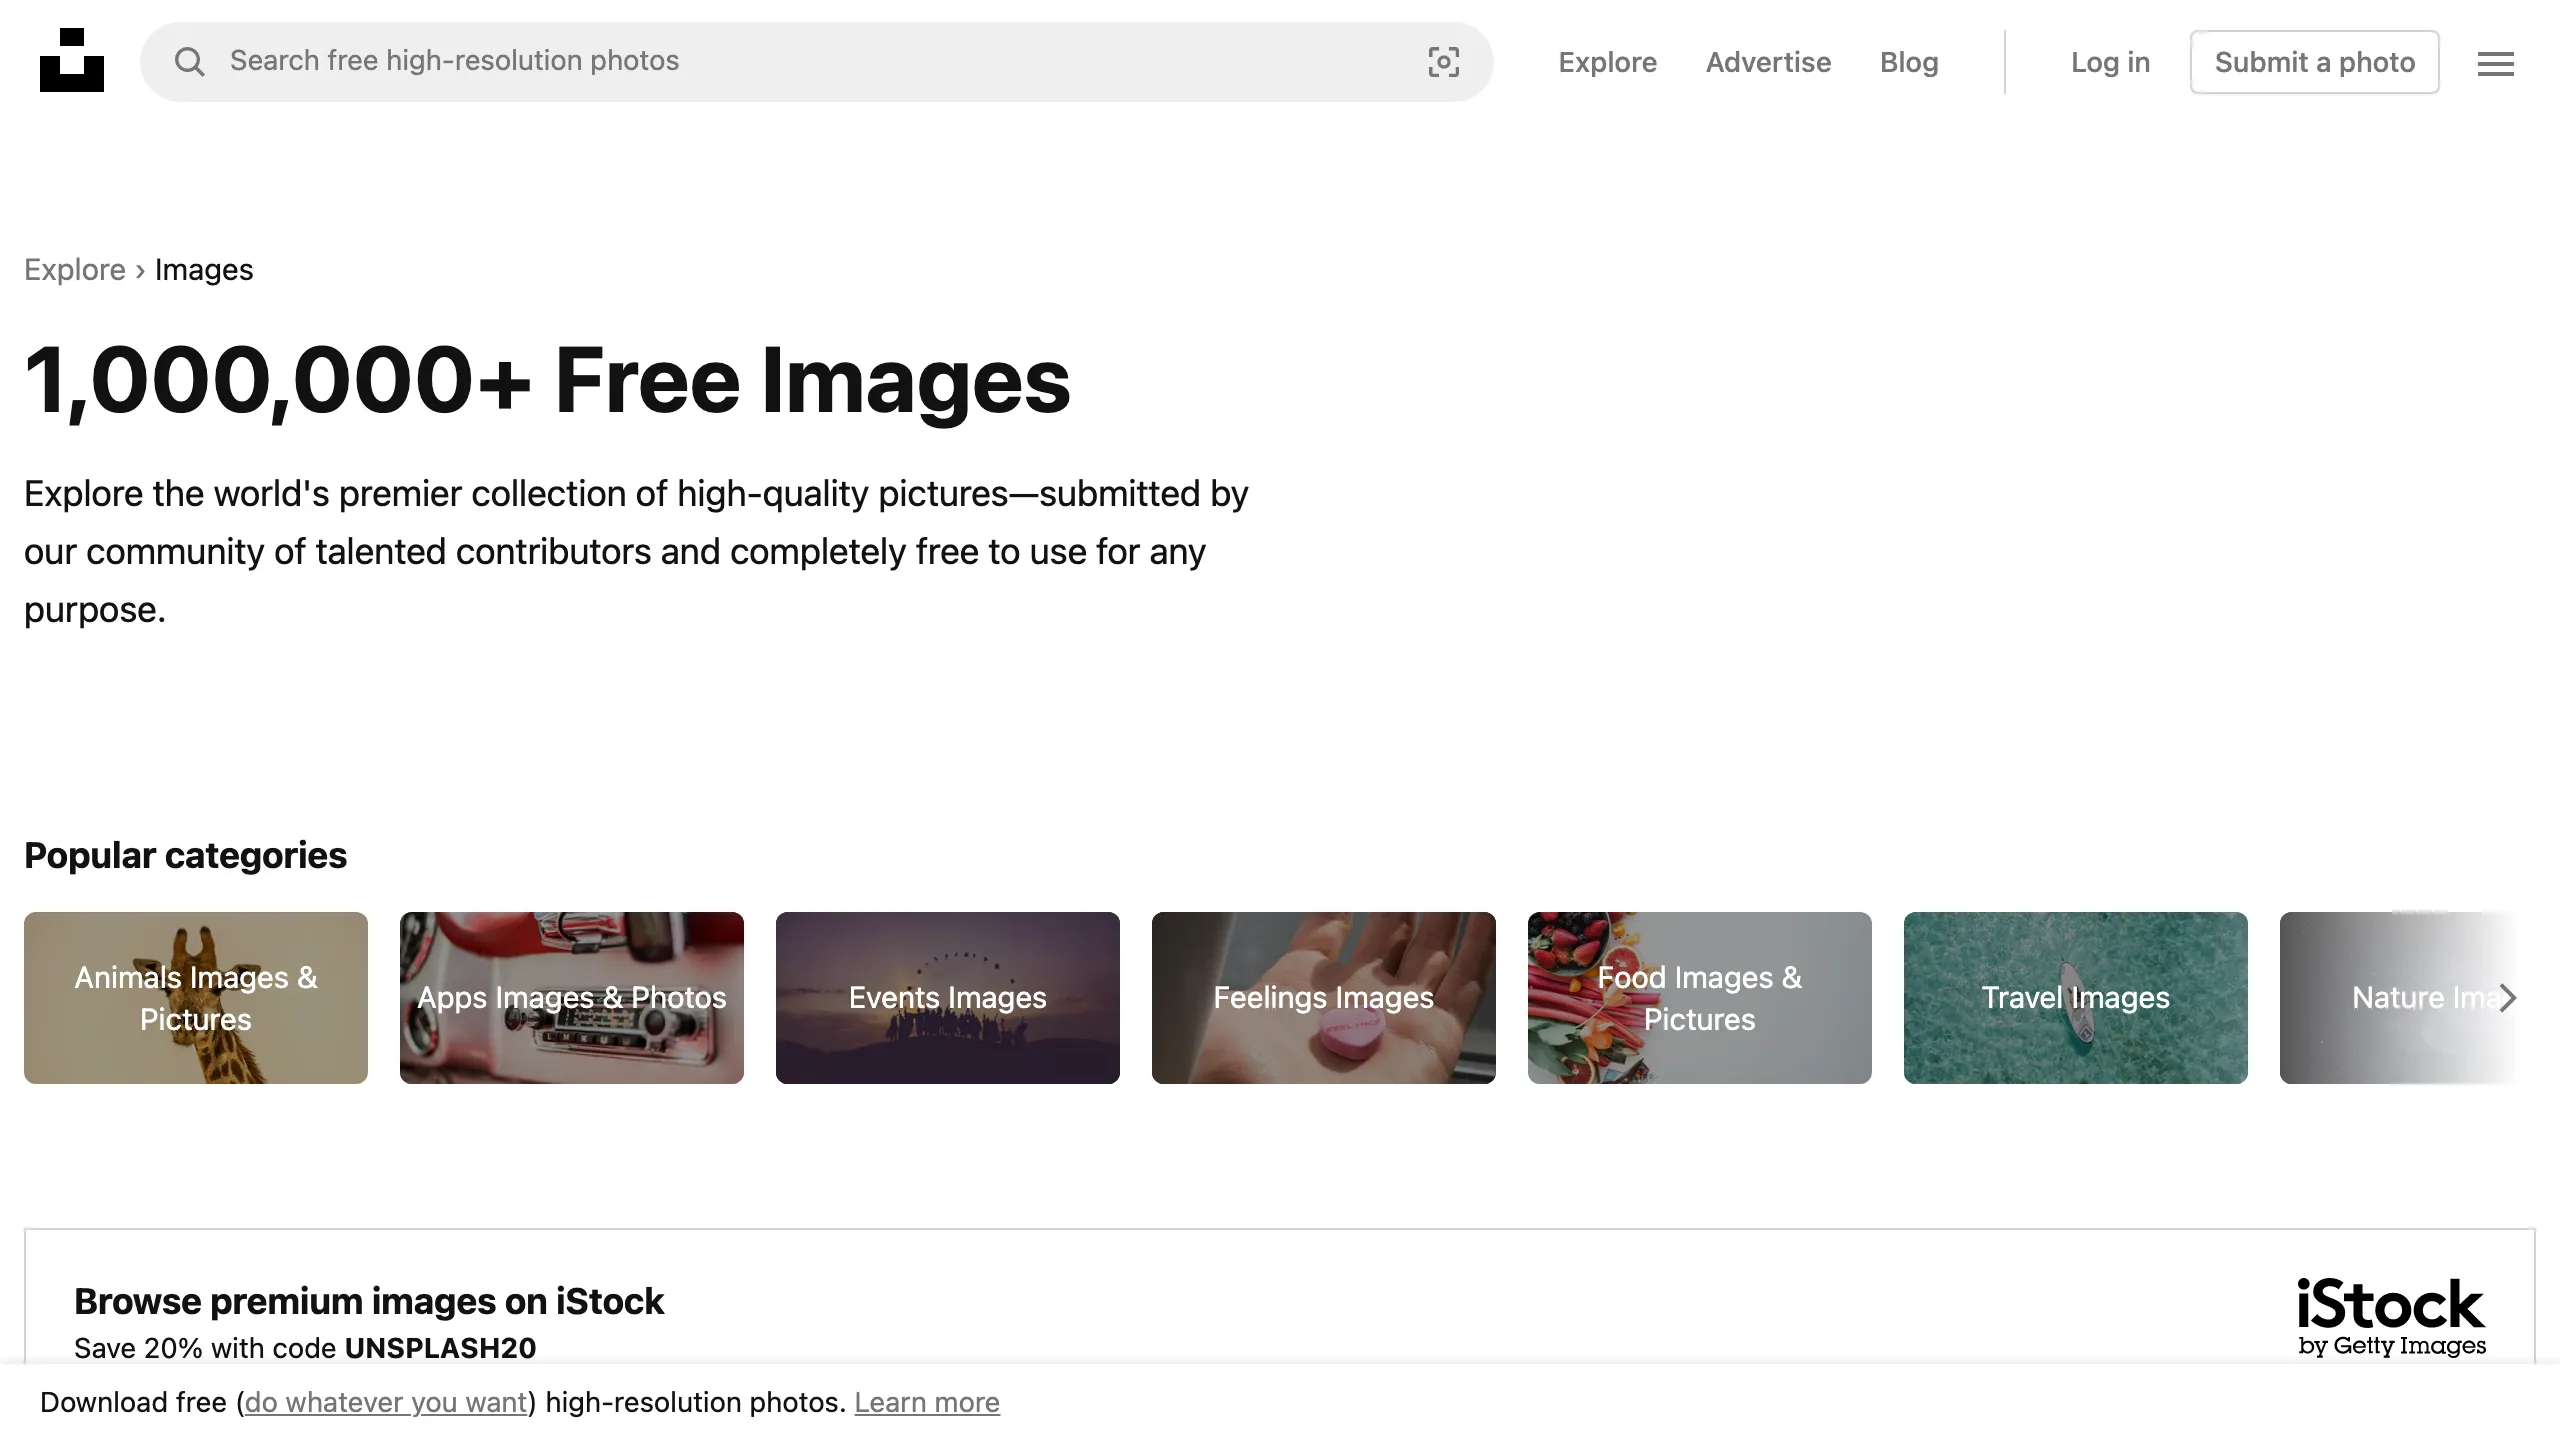 Search free high-resolution photos
Explore
Advertise
Blog
Log in
Submit a photo
Explore › Images
1,000,000+ Free Images
Explore the world's premier collection of high-quality pictures—submitted by
our community of talented contributors and completely free to use for any
purpose.
Popular categories
Animals Images &
Pictures
Apps Images & Photos
Events Images
Feelings Images
FEELINGS
Food Images &
Pictures
Travel Images
Nature Ima
Browse premium images on iStock
Save 20% with code UNSPLASH20
iStock
by Getty Images
Download free (do whatever you want) high-resolution photos. Learn more